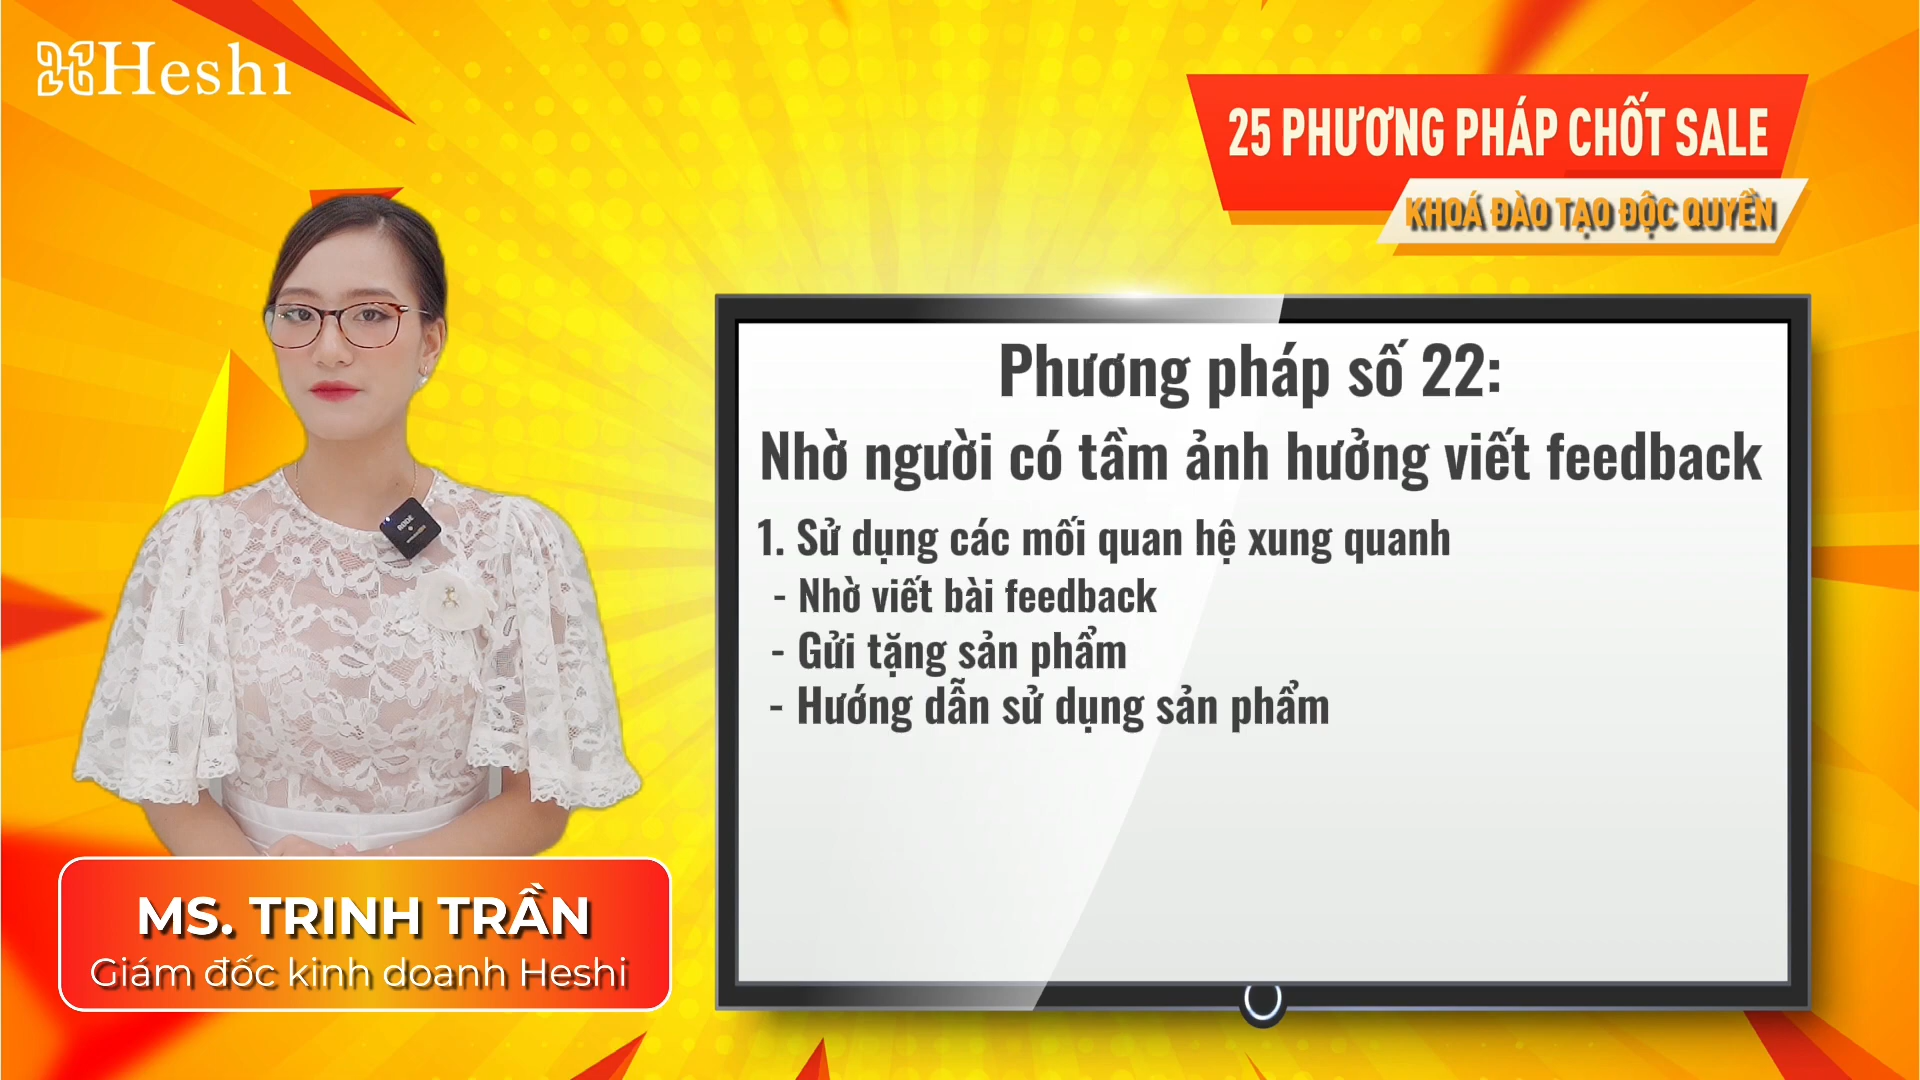 Heshi
25 PHƯƠNG PHÁP CHỐT SALE
KHOÁ ĐÀO TẠO ĐỘC QUYỀN
Phương pháp số 22:
Nhờ người có tầm ảnh hưởng viết feedback
1. Sử dụng các mối quan hệ xung quanh
- Nhờ viết bài feedback
- Gửi tặng sản phẩm
- Hướng dẫn sử dụng sản phẩm
RODE
MS. TRINH TRẦN
Giám đốc kinh doanh Heshi